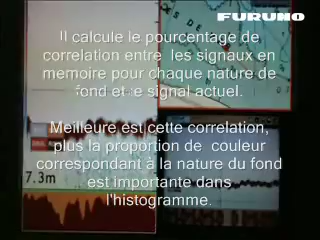 FURUNO
Il calcule le pourcentage de
correlation entre les signaux en
memoire pour chaque nature de
fond et le signal actuel.
Meilleure est cette correlation,
plus la proportion de couleur
correspondant à la nature du fond
est importante dans
l'histogramme.
7.3m